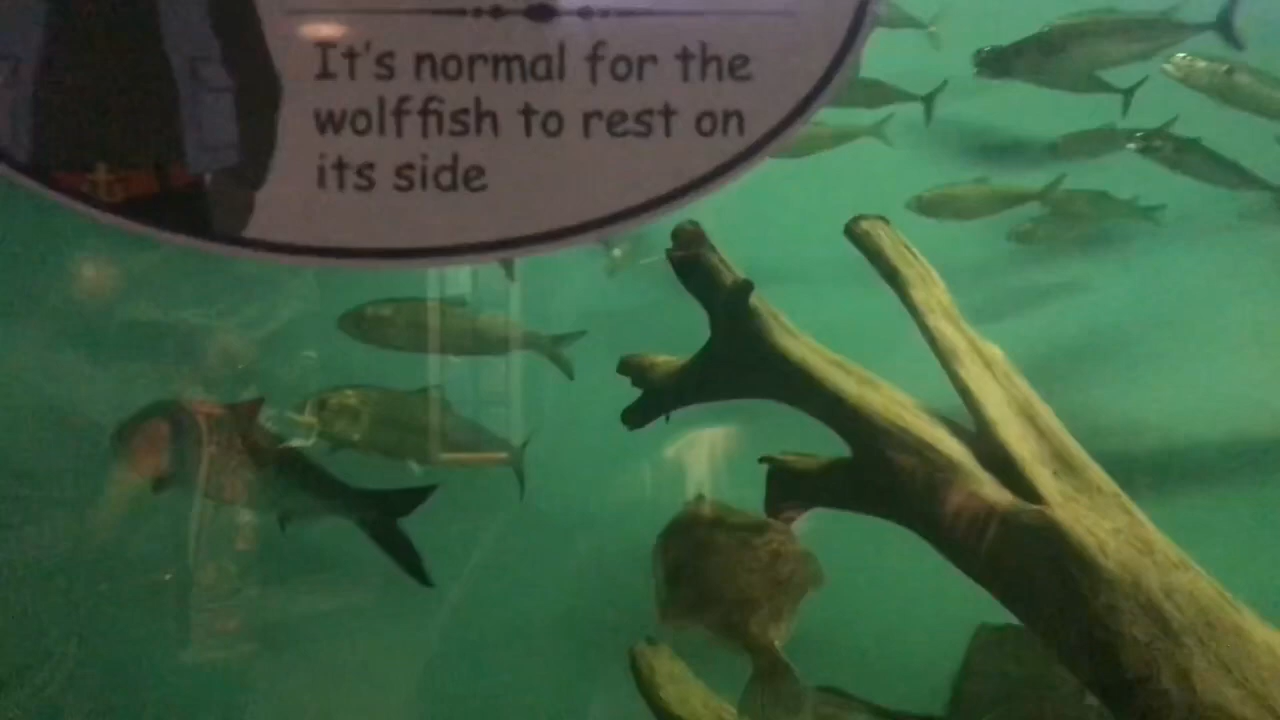 It's normal for the
wolffish to rest on
its side